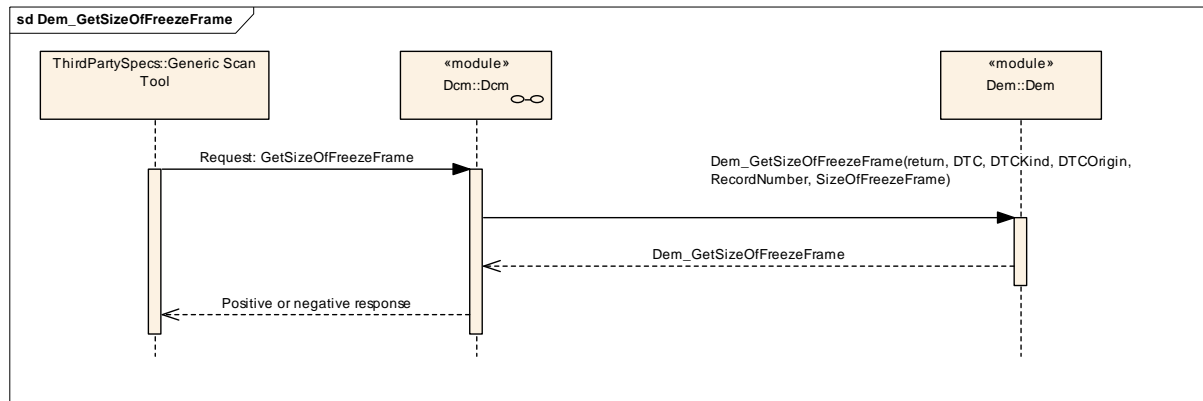 sd Dem_GetSizeOfFreezeFrame
ThirdPartySpecs::Generic Scan
Tool
«module»
Dcm::Dcm
«module»
Dem::Dem
Request: GetSizeOfFreezeFrame
Dem_GetSizeOfFreezeFrame(return, DTC, DTCKind, DTCOrigin,
RecordNumber, SizeOfFreezeFrame)
Dem_GetSizeOfFreezeFrame
Positive or negative response